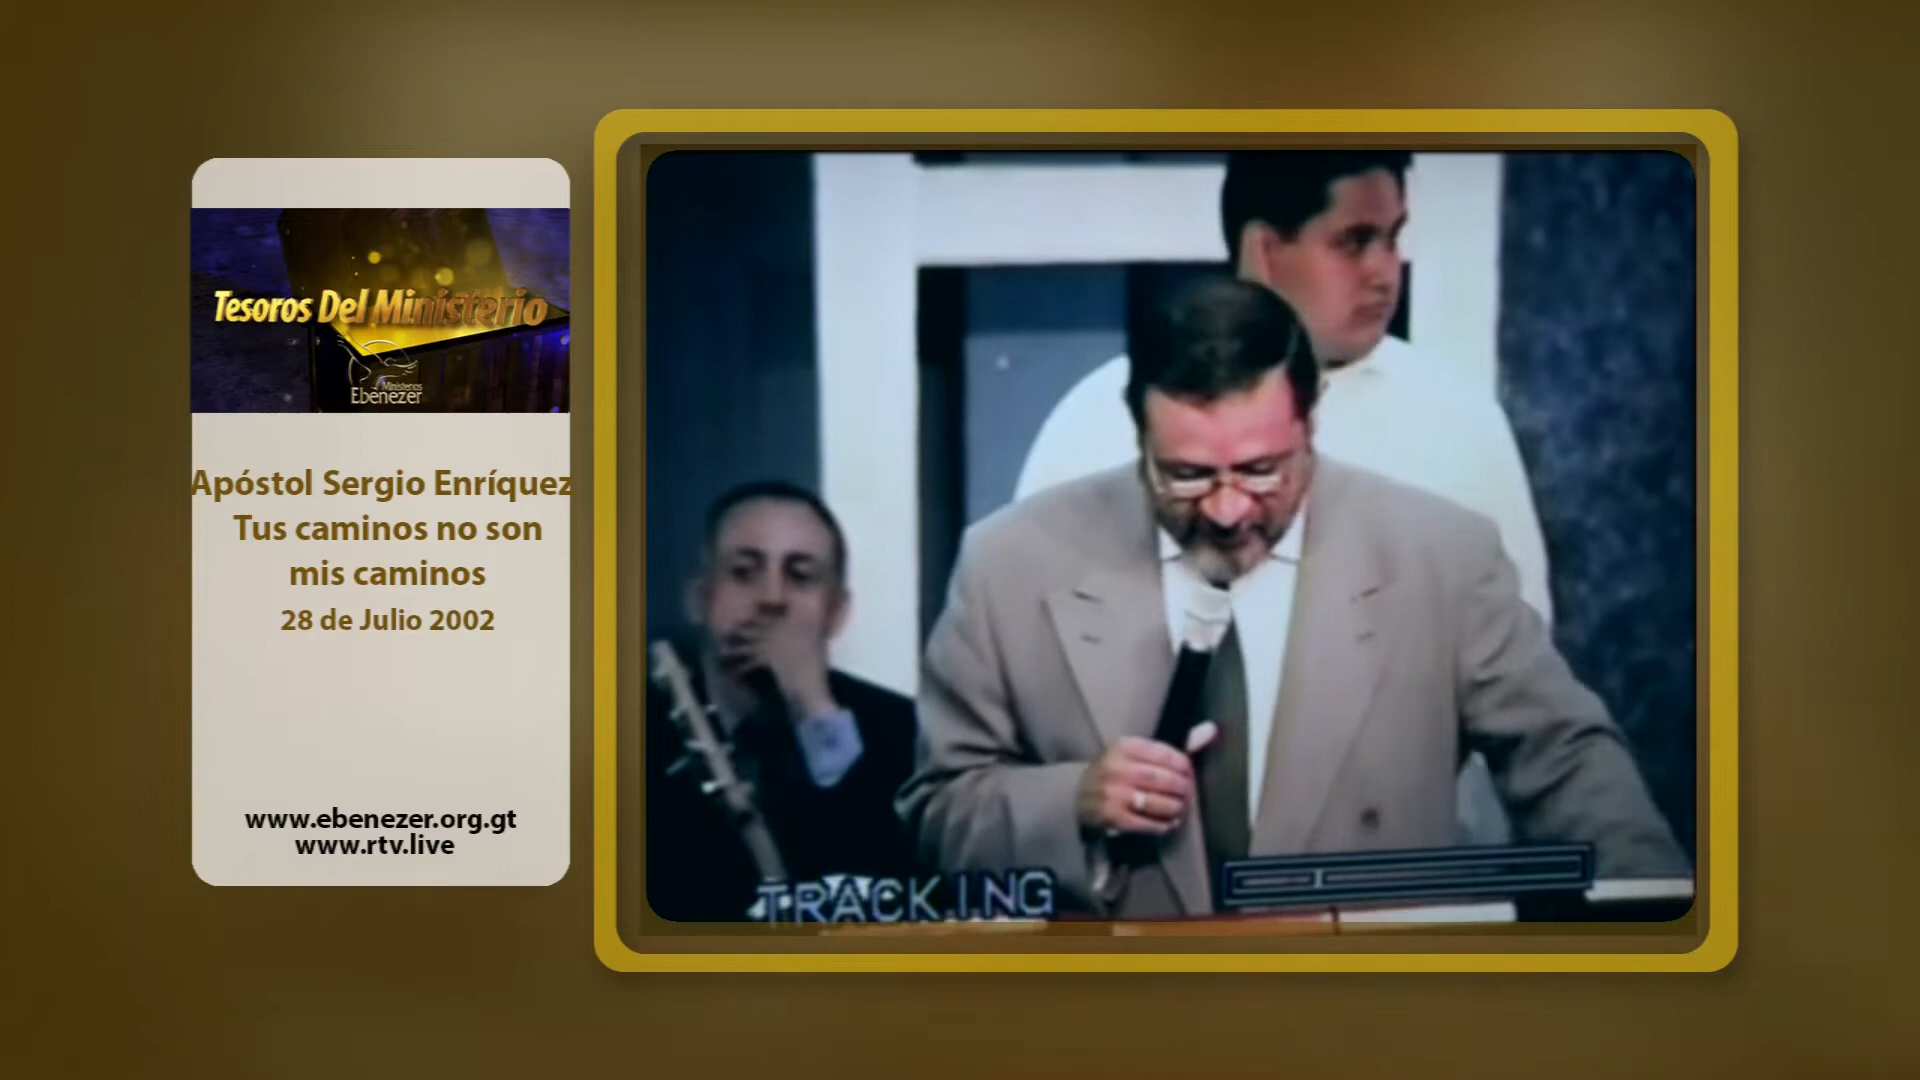 Tesoros Del Ministerio
Ministerios
Ebenezer
Apóstol Sergio Enríquez
Tus caminos no son
mis caminos
28 de Julio 2002
www.ebenezer.org.gt
www.rtv.live
TRACKING